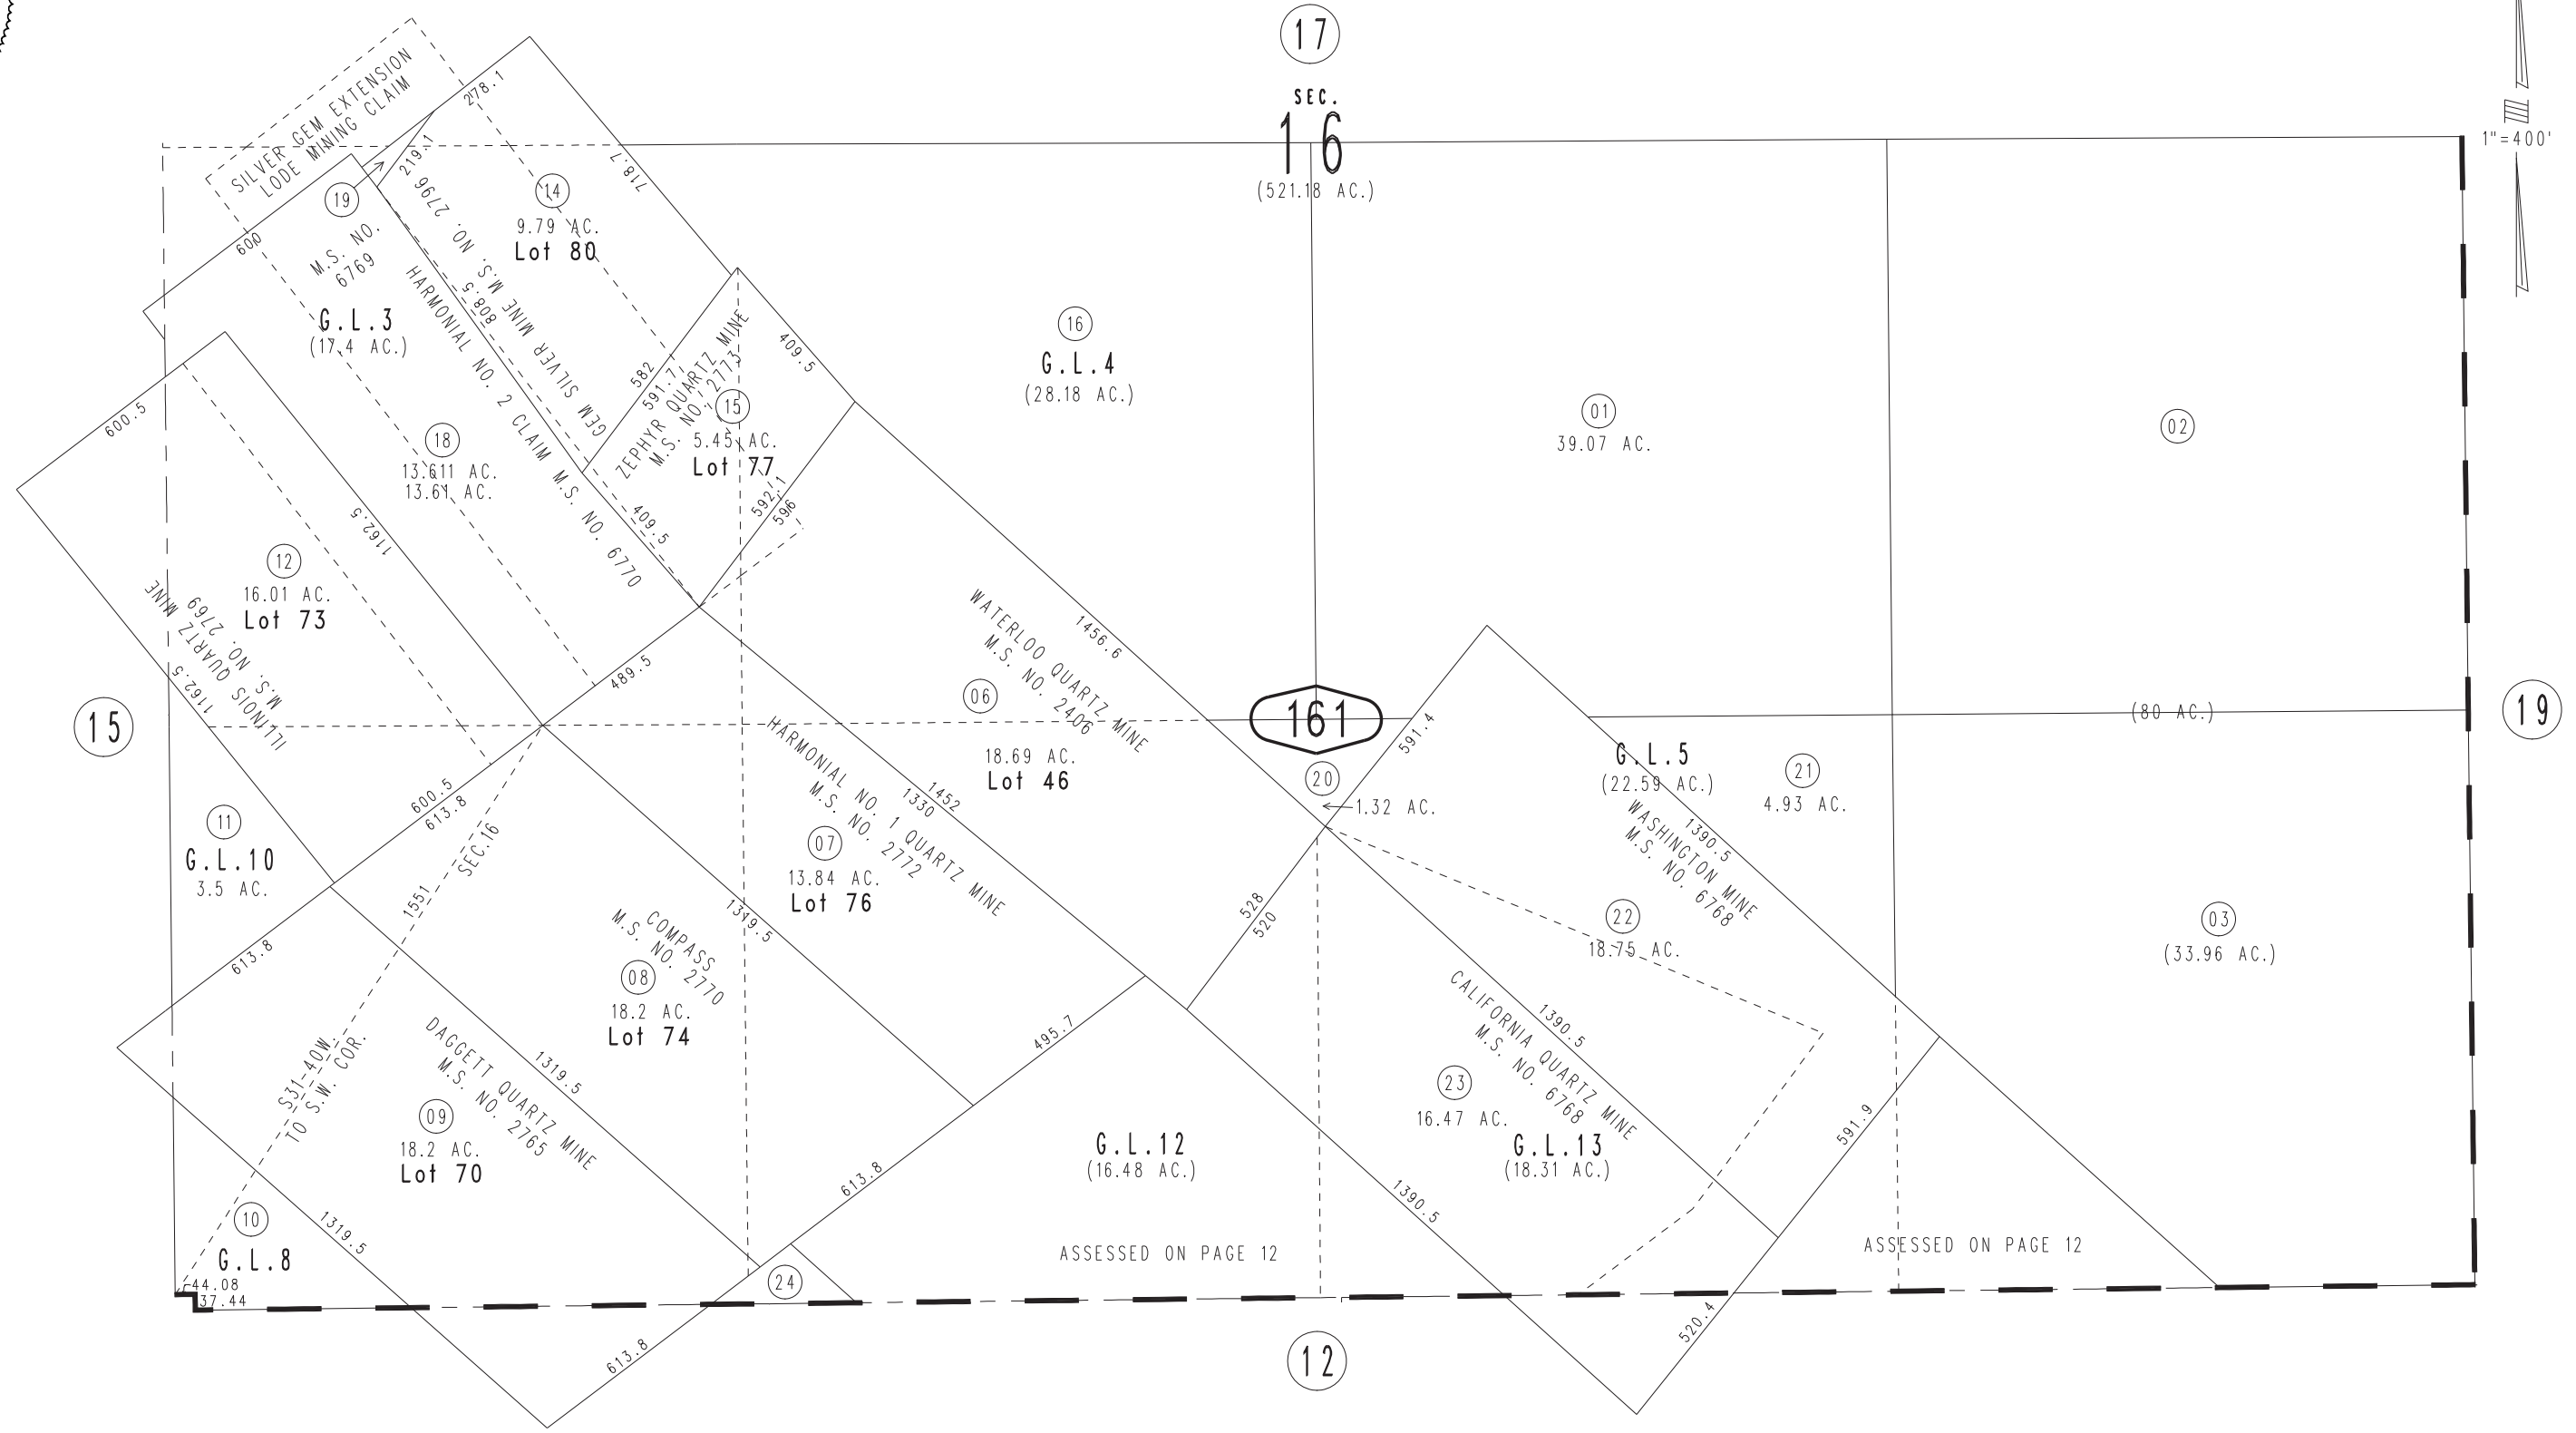 17
SEC.
16
(521.18 AC.)
1"=400'
SILVER GEM EXTENSION
LODE MINING CLAIM
278.1
219.1
718.7
19
14
9.79 AC.
Lot 80
600
M.S. NO.
6769
GEM SILVER MINE M.S. NO. 2796
808.5
HARMONIAL NO. 2 CLAIM M.S. NO. 6770
G.L.3
(17.4 AC.)
582
591.7
ZEPHYR QUARTZ MINE
M.S. NO. 2773
409.5
15
5.45 AC.
Lot 77
592.1
596
409.5
16
G.L.4
(28.18 AC.)
01
39.07 AC.
02
600.5
18
13.611 AC.
13.61 AC.
1162.5
12
16.01 AC.
Lot 73
ILLINOIS QUARTZ MINE
M.S. NO. 2769
1162.5
489.5
15
WATERLOO QUARTZ MINE
M.S. NO. 2406
1456.6
06
18.69 AC.
Lot 46
161
591.4
20
1.32 AC.
G.L.5
(22.59 AC.)
21
4.93 AC.
(80 AC.)
19
600.5
613.8
HARMONIAL NO. 1 QUARTZ MINE
M.S. NO. 2772
1452
1330
WASHINGTON MINE
M.S. NO. 6768
1390.5
11
G.L.10
3.5 AC.
SEC.16
1551
S31-40W.
TO S.W. COR.
07
13.84 AC.
Lot 76
1319.5
528
520
22
18.75 AC.
03
(33.96 AC.)
613.8
COMPASS
M.S. NO. 2770
08
18.2 AC.
Lot 74
495.7
CALIFORNIA QUARTZ MINE
M.S. NO. 6768
1390.5
DAGGETT QUARTZ MINE
M.S. NO. 2765
1319.5
09
18.2 AC.
Lot 70
23
16.47 AC.
G.L.13
(18.31 AC.)
591.9
G.L.12
(16.48 AC.)
613.8
1390.5
10
G.L.8
1319.5
44.08
37.44
24
ASSESSED ON PAGE 12
ASSESSED ON PAGE 12
520.4
613.8
12